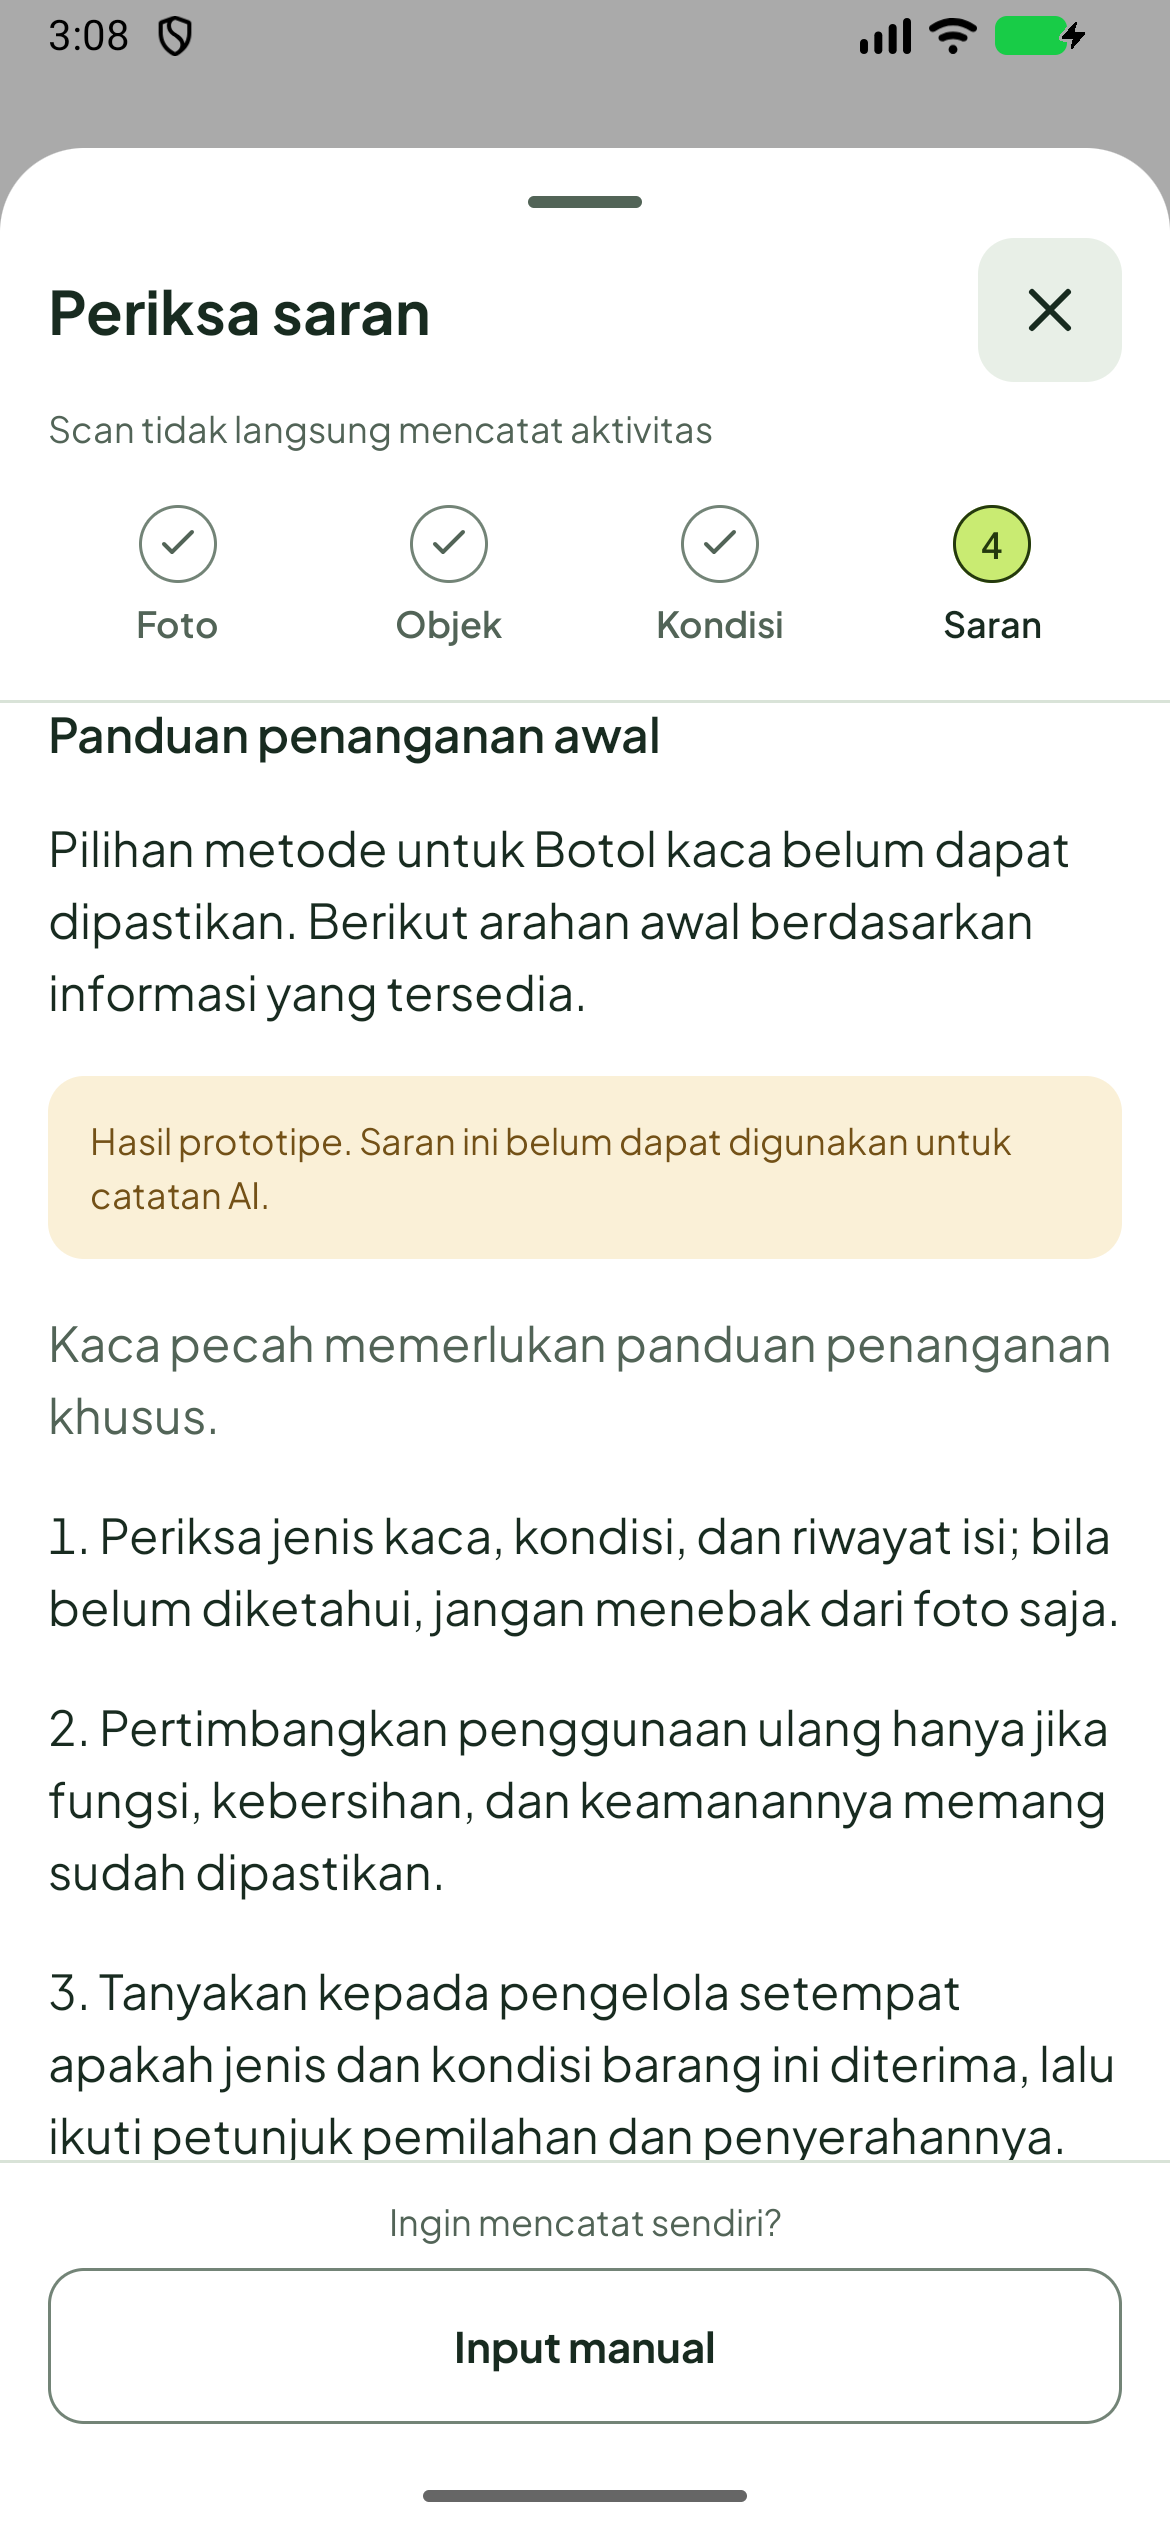 3:08
Periksa saran
Scan tidak langsung mencatat aktivitas
4
Foto
Objek
Kondisi
Saran
Panduan penanganan awal
Pilihan metode untuk Botol kaca belum dapat
dipastikan. Berikut arahan awal berdasarkan
informasi yang tersedia.
Hasil prototipe. Saran ini belum dapat digunakan untuk
catatan AI.
Kaca pecah memerlukan panduan penanganan
khusus.
1. Periksa jenis kaca, kondisi, dan riwayat isi; bila
belum diketahui, jangan menebak dari foto saja.
2. Pertimbangkan penggunaan ulang hanya jika
fungsi, kebersihan, dan keamanannya memang
sudah dipastikan.
3. Tanyakan kepada pengelola setempat
apakah jenis dan kondisi barang ini diterima, lalu
ikuti petunjuk pemilahan dan penyerahannya.
Ingin mencatat sendiri?
Input manual